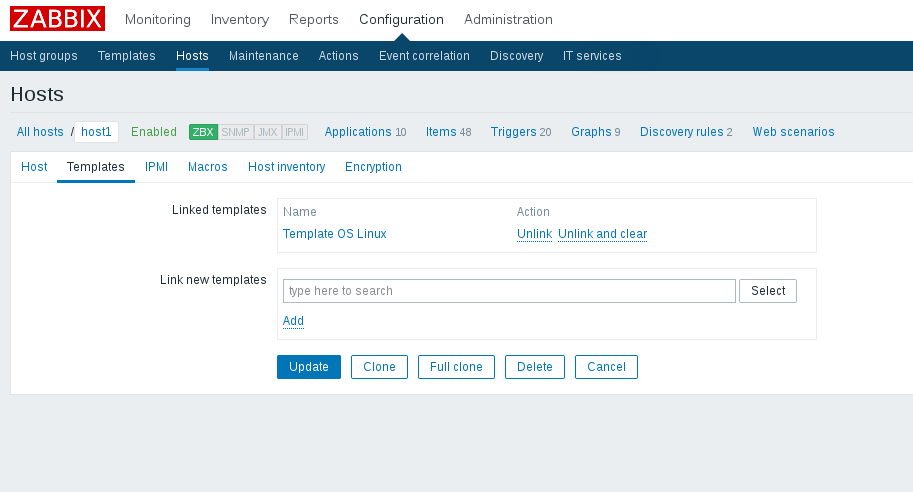 ZABBIX Monitoring Inventory Reports Configuration Administration
Host groups Templates Hosts Maintenance Actions Event correlation Discovery IT services
Hosts
All hosts / host1 Enabled ZBX SNMP JMX IPMI Applications 10 Items 48 Triggers 20 Graphs 9 Discovery rules 2 Web scenarios
Host Templates IPMI Macros Host inventory Encryption
Linked templates Name Action
Template OS Linux Unlink Unlink and clear
Link new templates
type here to search Select
Add
Update Clone Full clone Delete Cancel